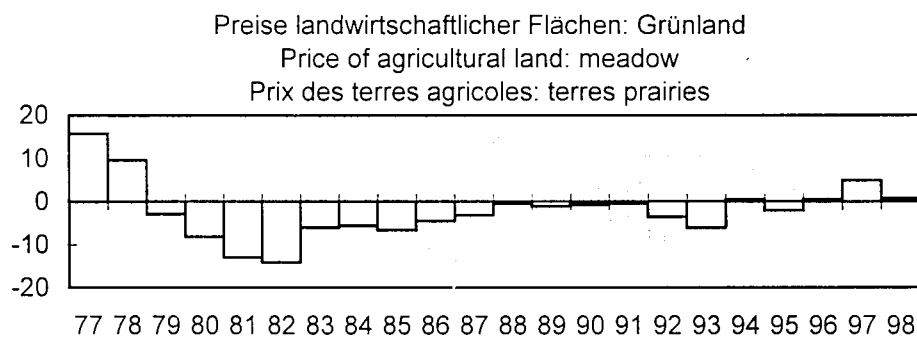 Preise landwirtschaftlicher Flächen: Grünland
Price of agricultural land: meadow
Prix des terres agricoles: terres prairies
20
10
0
-10
-20
77 78 79 80 81 82 83 84 85 86 87 88 89 90 91 92 93 94 95 96 97 98